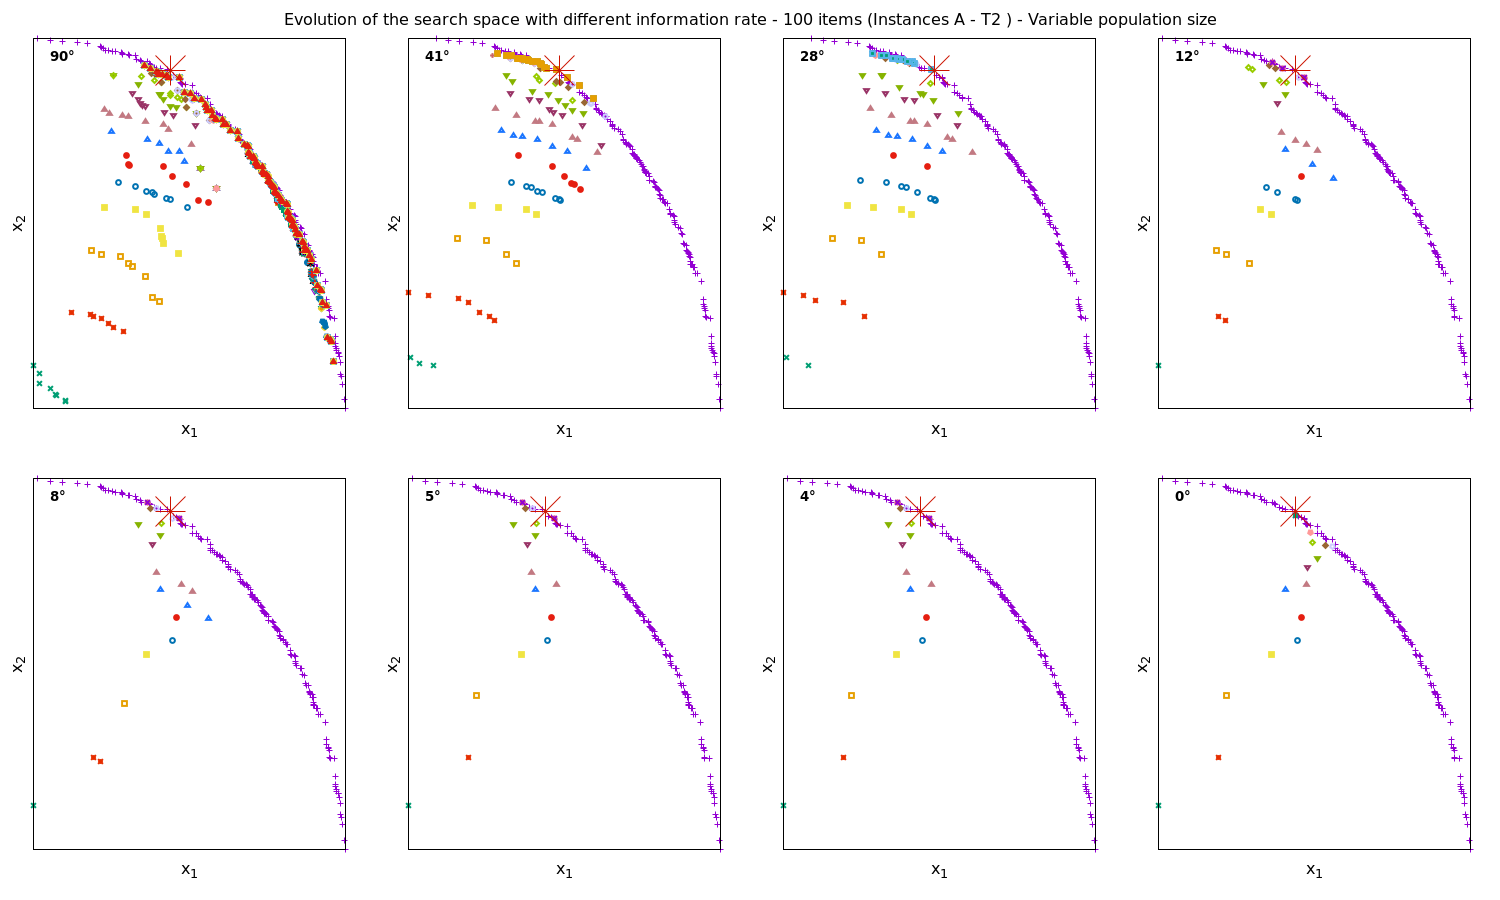 Evolution of the search space with different information rate - 100 items (Instances A - T2 ) - Variable population size
90°
41°
28°
12°
x2
x2
x2
x2
x1
x1
x1
x1
8°
5°
4°
0°
x2
x2
x2
x2
x1
x1
x1
x1